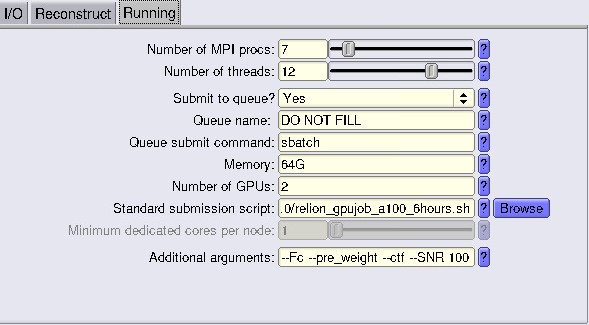 I/O Reconstruct Running
Number of MPI procs: 7 ?
Number of threads: 12 ?
Submit to queue? Yes ?
Queue name: DO NOT FILL ?
Queue submit command: sbatch ?
Memory: 64G ?
Number of GPUs: 2 ?
Standard submission script: .0/relion_gpujob_a100_6hours.sh ? Browse
Minimum dedicated cores per node: 1 ?
Additional arguments: --Fc --pre_weight --ctf --SNR 100 ?